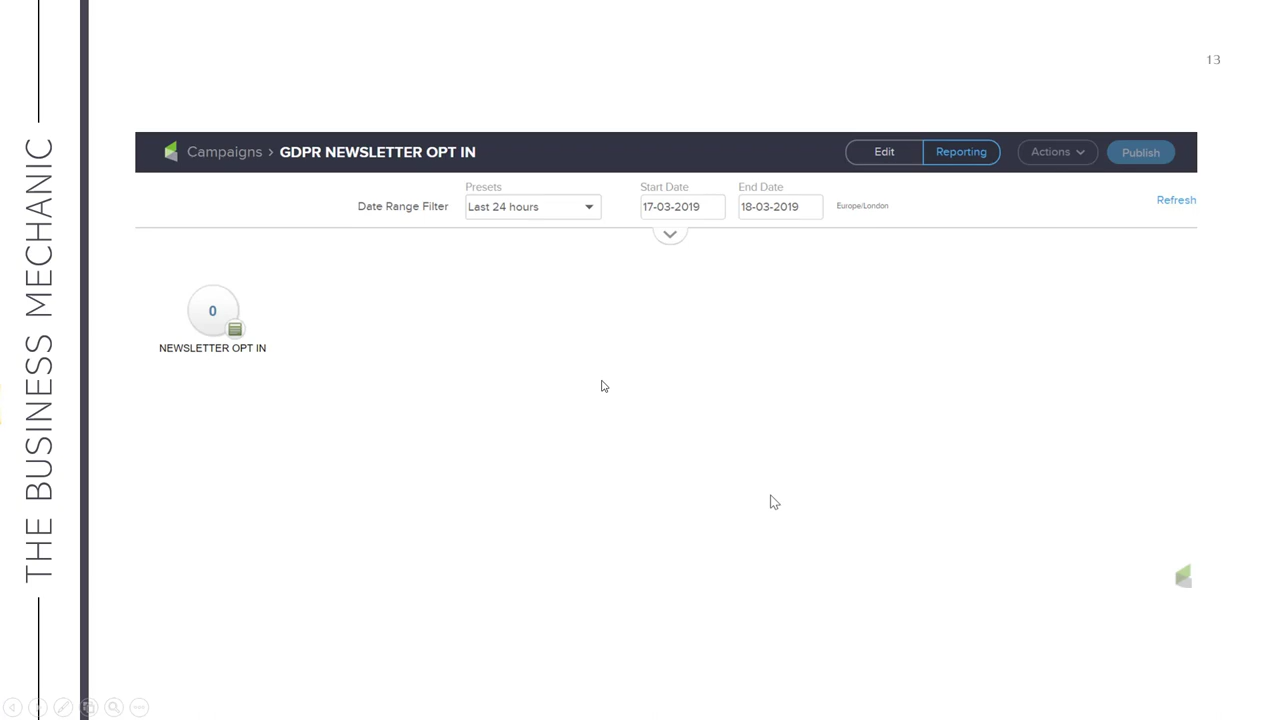 13
THE BUSINESS MECHANIC
Campaigns > GDPR NEWSLETTER OPT IN
Edit
Reporting
Actions
Publish
Presets
Start Date
End Date
Date Range Filter
Last 24 hours
17-03-2019
18-03-2019
Europe/London
Refresh
0
NEWSLETTER OPT IN